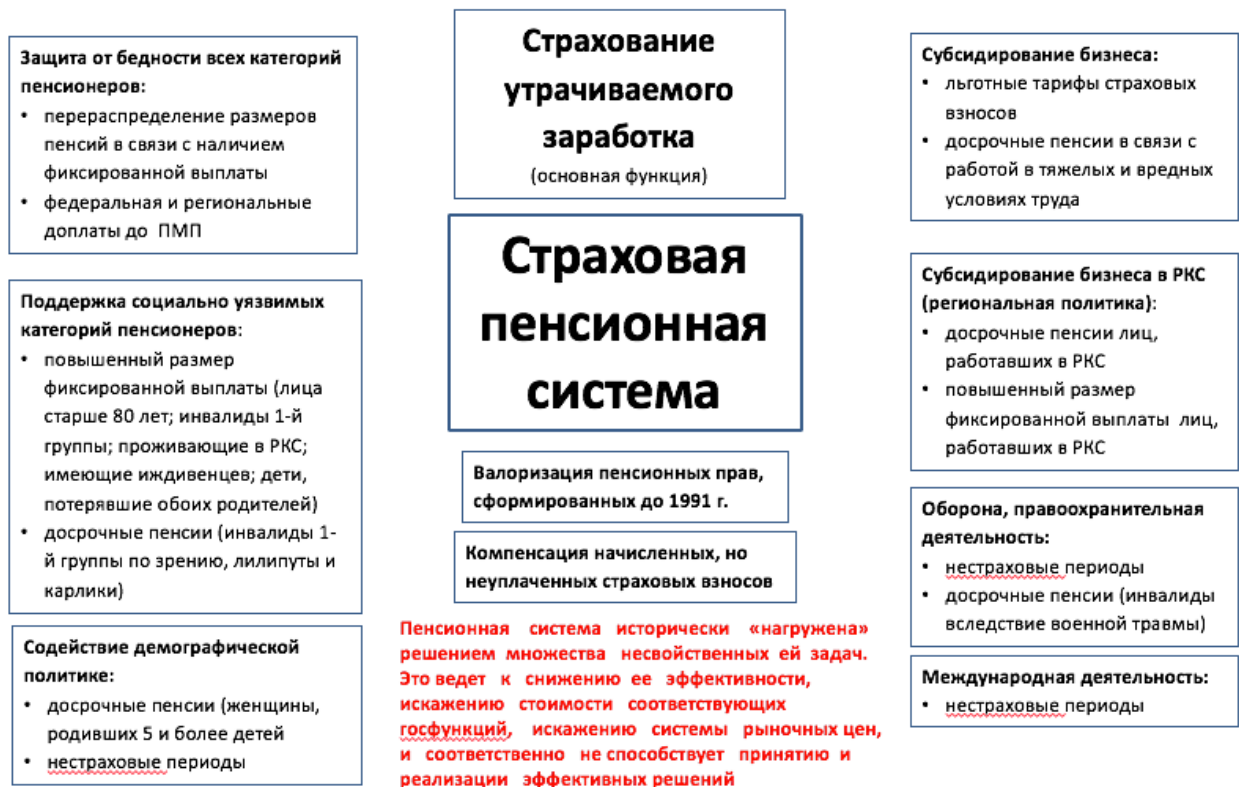 Защита от бедности всех категорий
пенсионеров:
• перераспределение размеров
пенсий в связи с наличием
фиксированной выплаты
• федеральная и региональные
доплаты до ПМП
Поддержка социально уязвимых
категорий пенсионеров:
• повышенный размер
фиксированной выплаты (лица
старше 80 лет; инвалиды 1-й
группы; проживающие в РКС;
имеющие иждивенцев; дети,
потерявшие обоих родителей)
• досрочные пенсии (инвалиды 1-
й группы по зрению, лилипуты и
карлики)
Содействие демографической
политике:
• досрочные пенсии (женщины,
родивших 5 и более детей
• нестраховые периоды
Страхование
утрачиваемого
заработка
(основная функция)
Страховая
пенсионная
система
Валоризация пенсионных прав,
сформированных до 1991 г.
Компенсация начисленных, но
неуплаченных страховых взносов
Пенсионная система исторически «нагружена»
решением множества несвойственных ей задач.
Это ведет к снижению ее эффективности,
искажению стоимости соответствующих
госфункций, искажению системы рыночных цен,
и соответственно не способствует принятию и
реализации эффективных решений
Субсидирование бизнеса:
• льготные тарифы страховых
взносов
• досрочные пенсии в связи с
работой в тяжелых и вредных
условиях труда
Субсидирование бизнеса в РКС
(региональная политика):
• досрочные пенсии лиц,
работавших в РКС
• повышенный размер
фиксированной выплаты лиц,
работавших в РКС
Оборона, правоохранительная
деятельность:
• нестраховые периоды
• досрочные пенсии (инвалиды
вследствие военной травмы)
Международная деятельность:
• нестраховые периоды